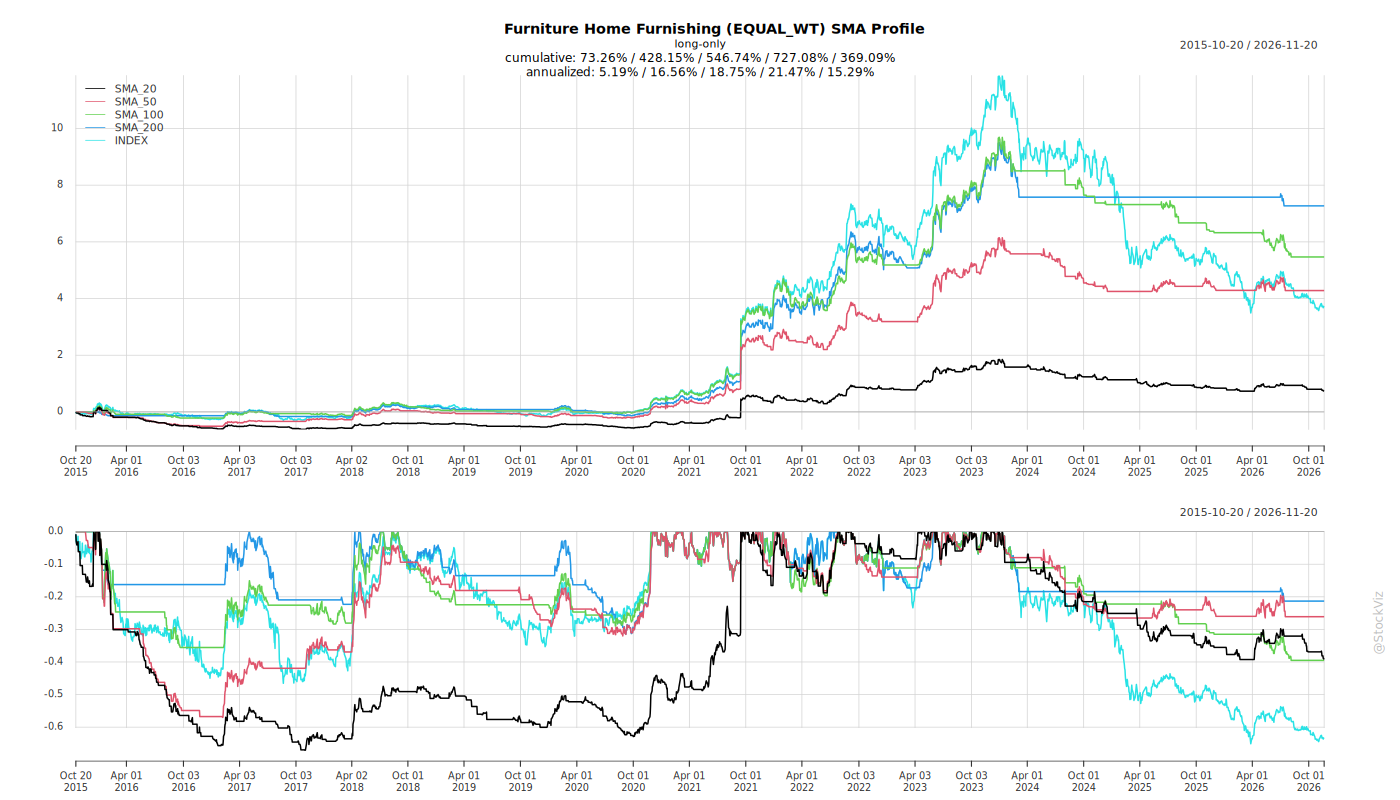 Furniture Home Furnishing (EQUAL_WT) SMA Profile
long-only
2015-10-20 / 2026-11-20
cumulative: 73.26% / 428.15% / 546.74% / 727.08% / 369.09%
annualized: 5.19% / 16.56% / 18.75% / 21.47% / 15.29%
SMA_20
SMA_50
SMA_100
SMA_200
INDEX
10
8
6
4
2
0
Oct 20 Apr 01 Oct 03 Apr 03 Oct 03 Apr 02 Oct 01 Apr 01 Oct 01 Apr 01 Oct 01 Apr 01 Oct 01 Apr 01 Oct 03 Apr 03 Oct 03 Apr 01 Oct 01 Apr 01 Oct 01 Apr 01 Oct 01
2015 2016 2016 2017 2017 2018 2018 2019 2019 2020 2020 2021 2021 2022 2022 2023 2023 2024 2024 2025 2025 2026 2026
2015-10-20 / 2026-11-20
0.0
-0.1
-0.2
-0.3
-0.4
-0.5
-0.6
Oct 20 Apr 01 Oct 03 Apr 03 Oct 03 Apr 02 Oct 01 Apr 01 Oct 01 Apr 01 Oct 01 Apr 01 Oct 01 Apr 01 Oct 03 Apr 03 Oct 03 Apr 01 Oct 01 Apr 01 Oct 01 Apr 01 Oct 01
2015 2016 2016 2017 2017 2018 2018 2019 2019 2020 2020 2021 2021 2022 2022 2023 2023 2024 2024 2025 2025 2026 2026
@StockViz